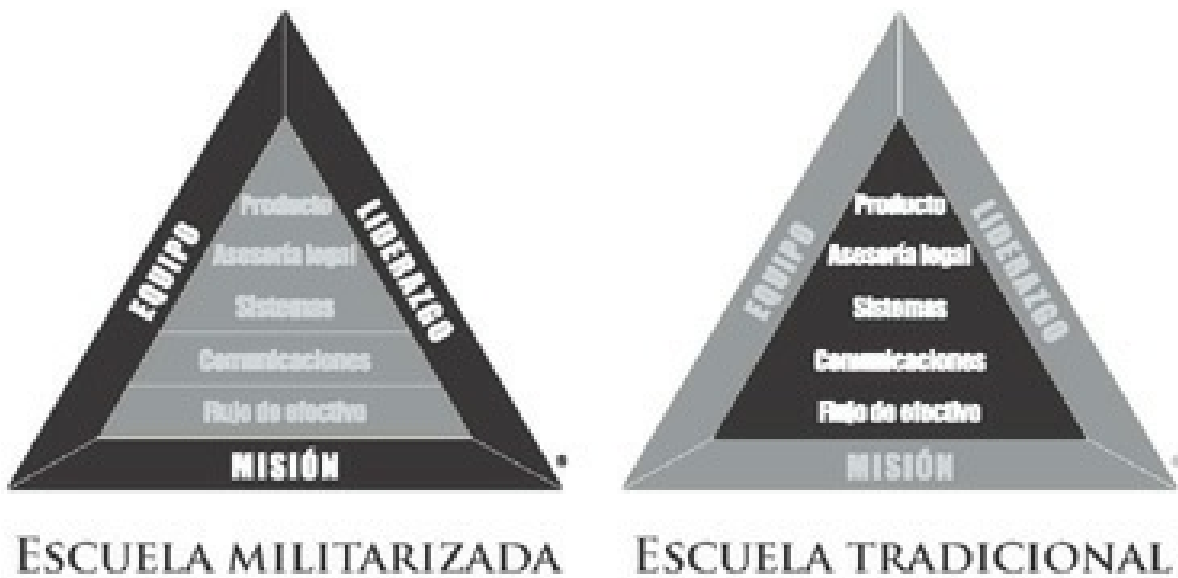 EQUIPO
LIDERAZGO
Producto
Asesoría legal
Sistemas
Comunicaciones
Flujo de efectivo
MISIÓN
ESCUELA MILITARIZADA
EQUIPO
LIDERAZGO
Producto
Asesoría legal
Sistemas
Comunicaciones
Flujo de efectivo
MISIÓN
ESCUELA TRADICIONAL